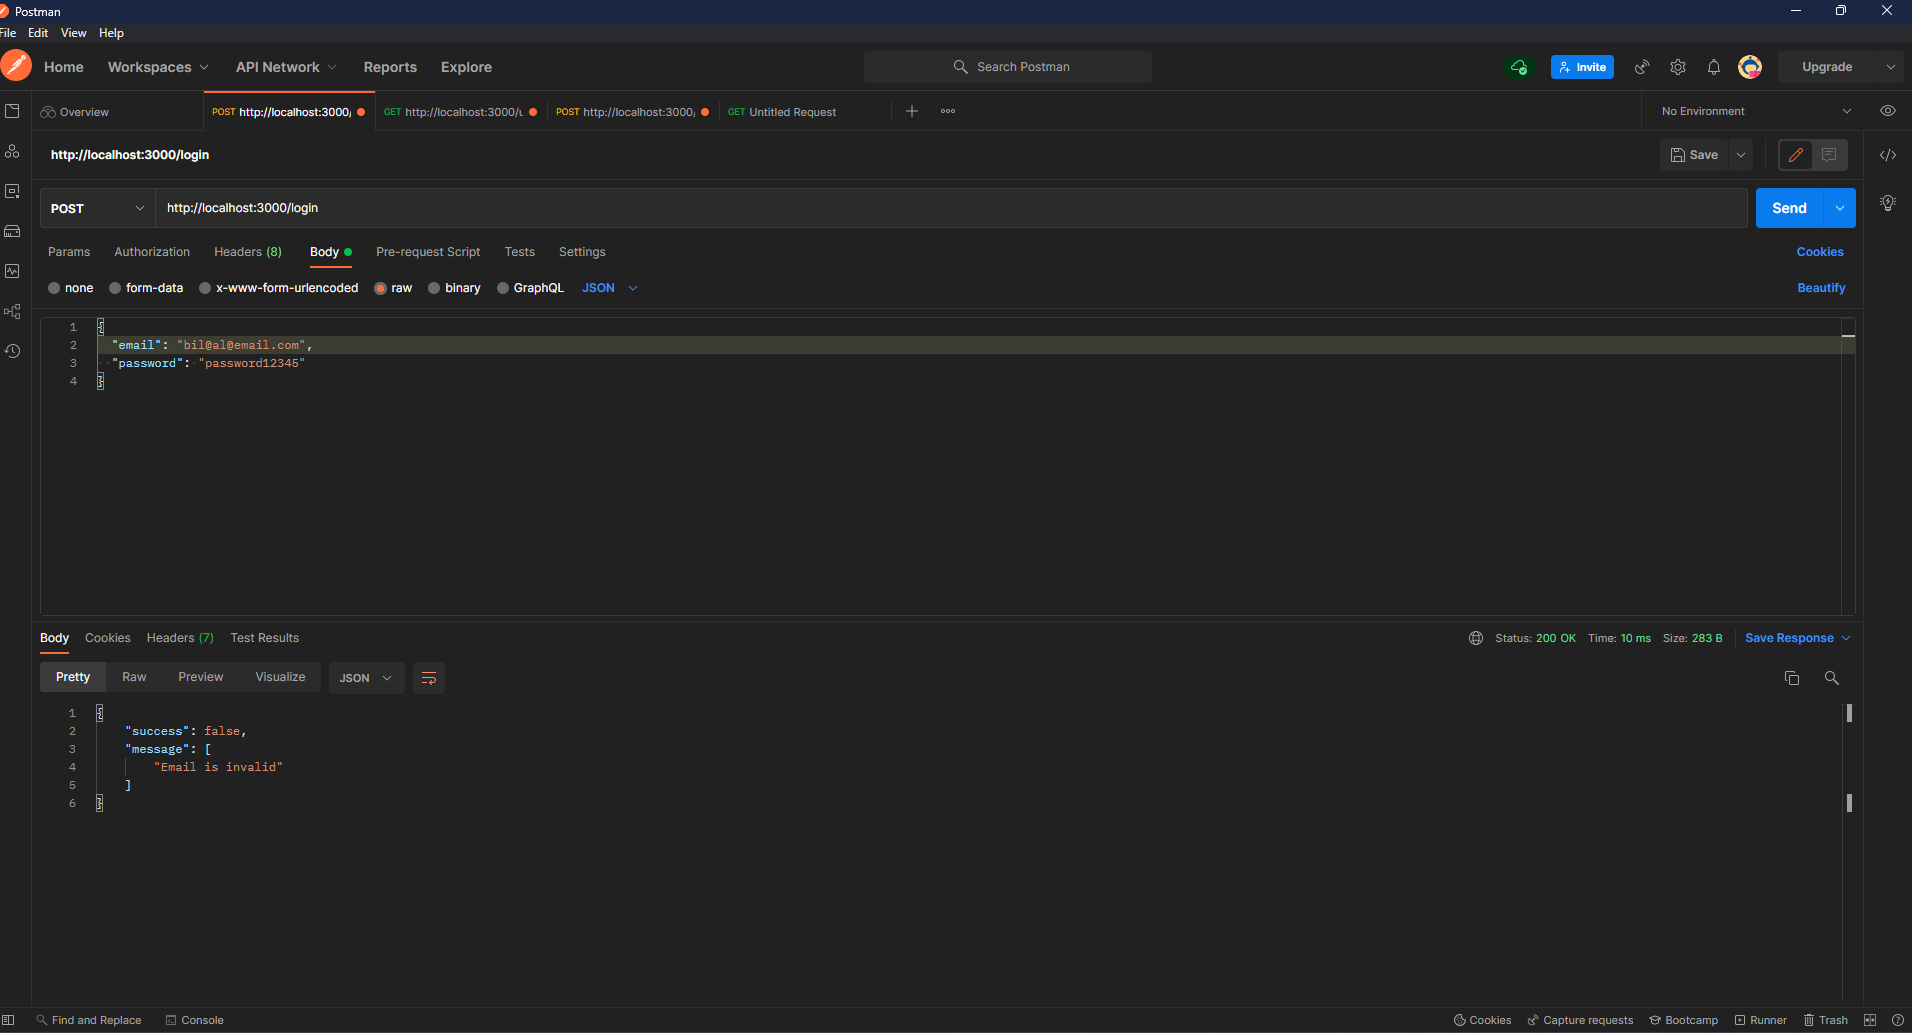 Postman
File Edit View Help
Home Workspaces API Network Reports Explore Search Postman Invite Upgrade
Overview POST http://localhost:3000/ GET http://localhost:3000/u POST http://localhost:3000/ GET Untitled Request No Environment
http://localhost:3000/login Save
POST http://localhost:3000/login Send
Params Authorization Headers (8) Body Pre-request Script Tests Settings Cookies
none form-data x-www-form-urlencoded raw binary GraphQL JSON Beautify
1 {
2 "email": "bil@al@email.com",
3 "password": "password12345"
4 }
Body Cookies Headers (7) Test Results Status: 200 OK Time: 10 ms Size: 283 B Save Response
Pretty Raw Preview Visualize JSON
1 {
2 "success": false,
3 "message": [
4 "Email is invalid"
5 ]
6 }
Find and Replace Console Cookies Capture requests Bootcamp Runner Trash